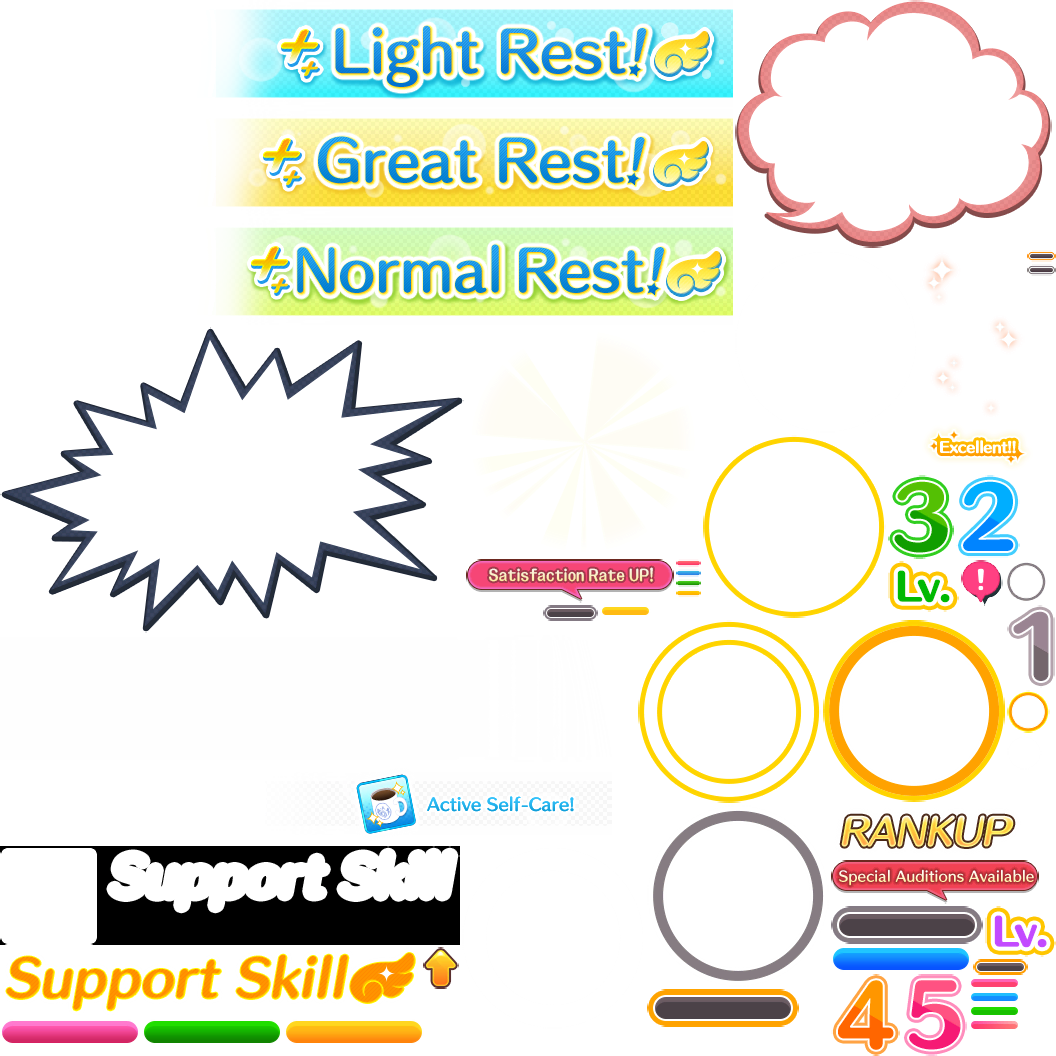 Light Rest!
Great Rest!
Normal Rest!
Excellent!!
3 2
Satisfaction Rate UP!
Lv.
!
1
Active Self-Care!
RANKUP
Support Skill
Special Auditions Available
Lv.
Support Skill
4 5